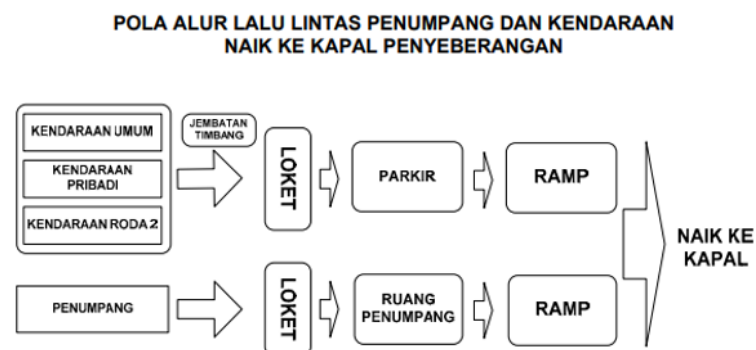 POLA ALUR LALU LINTAS PENUMPANG DAN KENDARAAN
NAIK KE KAPAL PENYEBERANGAN
KENDARAAN UMUM
KENDARAAN
PRIBADI
KENDARAAN RODA 2
JEMBATAN
TIMBANG
LOKET
PARKIR
RAMP
NAIK KE
KAPAL
PENUMPANG
LOKET
RUANG
PENUMPANG
RAMP